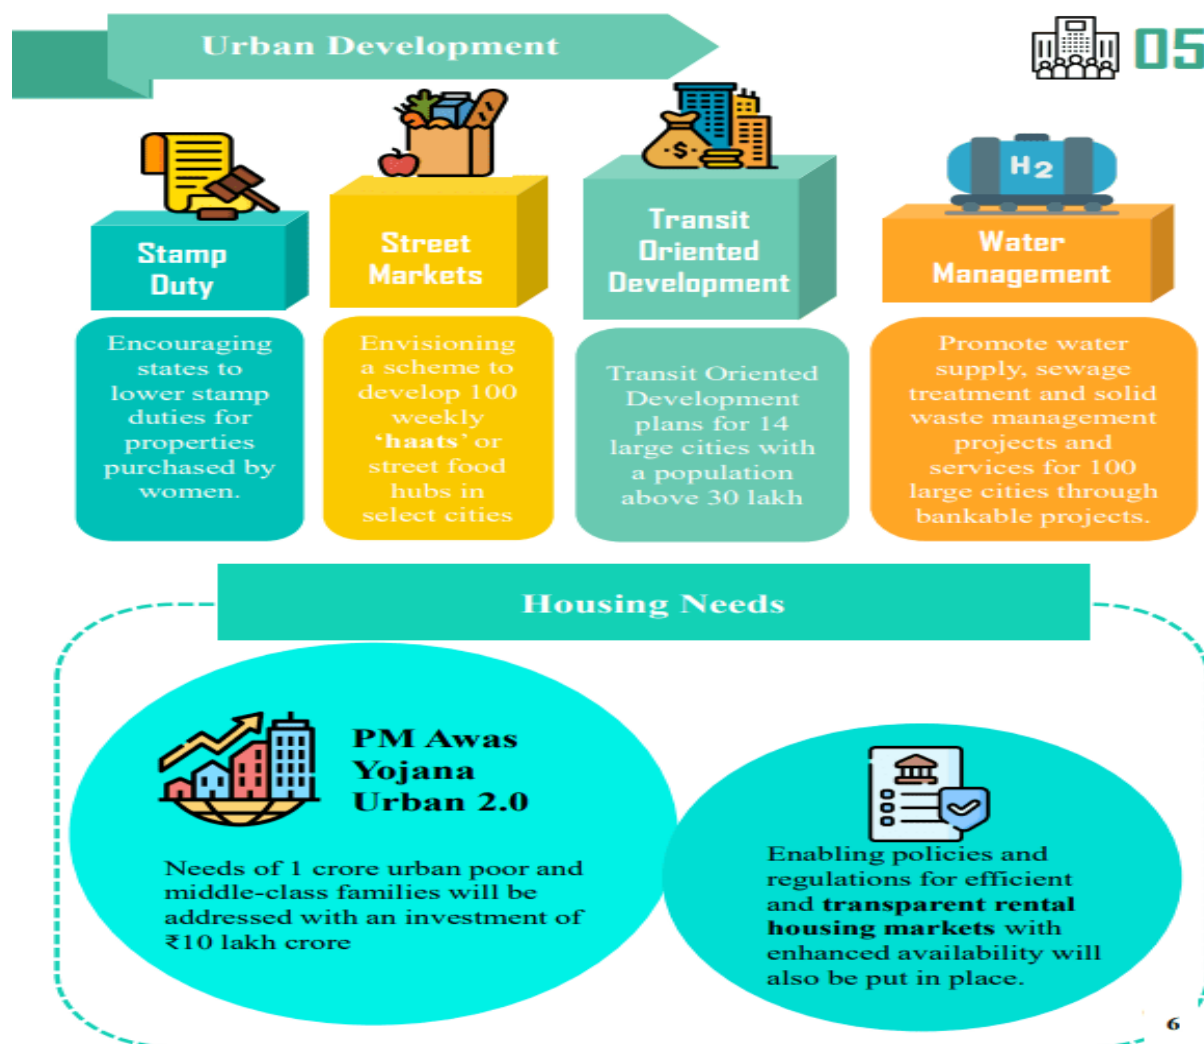 Urban Development
05
Stamp
Duty
Encouraging
states to
lower stamp
duties for
properties
purchased by
women.
Street
Markets
Envisioning
a scheme to
develop 100
weekly
‘haats’ or
street food
hubs in
select cities
$
Transit
Oriented
Development
Transit Oriented
Development
plans for 14
large cities with
a population
above 30 lakh
H2
Water
Management
Promote water
supply, sewage
treatment and solid
waste management
projects and
services for 100
large cities through
bankable projects.
Housing Needs
PM Awas
Yojana
Urban 2.0
Needs of 1 crore urban poor and
middle-class families will be
addressed with an investment of
₹10 lakh crore
Enabling policies and
regulations for efficient
and transparent rental
housing markets with
enhanced availability will
also be put in place.
6